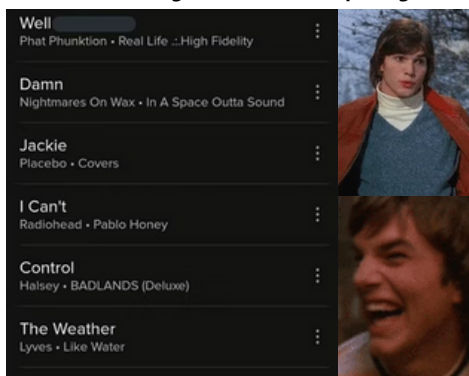 Well
Phat Phunktion • Real Life .:.High Fidelity
Damn
Nightmares On Wax • In A Space Outta Sound
Jackie
Placebo • Covers
I Can't
Radiohead • Pablo Honey
Control
Halsey • BADLANDS (Deluxe)
The Weather
Lyves • Like Water